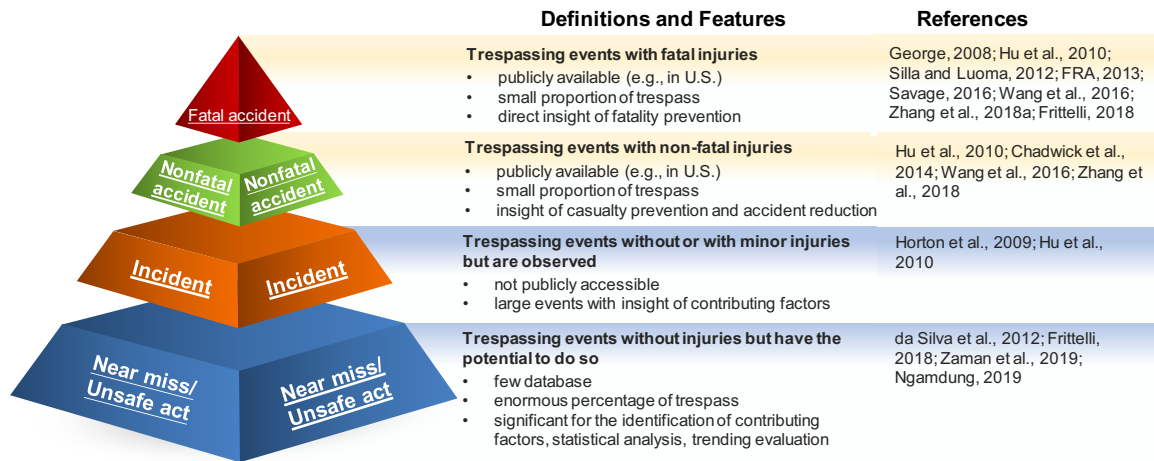 Definitions and Features
References
Fatal accident
Trespassing events with fatal injuries
• publicly available (e.g., in U.S.)
• small proportion of trespass
• direct insight of fatality prevention
George, 2008; Hu et al., 2010;
Silla and Luoma, 2012; FRA, 2013;
Savage, 2016; Wang et al., 2016;
Zhang et al., 2018a; Frittelli, 2018
Nonfatal
accident
Nonfatal
accident
Trespassing events with non-fatal injuries
• publicly available (e.g., in U.S.)
• small proportion of trespass
• insight of casualty prevention and accident reduction
Hu et al., 2010; Chadwick et al.,
2014; Wang et al., 2016; Zhang et
al., 2018
Incident
Incident
Trespassing events without or with minor injuries
but are observed
• not publicly accessible
• large events with insight of contributing factors
Horton et al., 2009; Hu et al.,
2010
Near miss/
Unsafe act
Near miss/
Unsafe act
Trespassing events without injuries but have the
potential to do so
• few database
• enormous percentage of trespass
• significant for the identification of contributing
factors, statistical analysis, trending evaluation
da Silva et al., 2012; Frittelli,
2018; Zaman et al., 2019;
Ngamdung, 2019